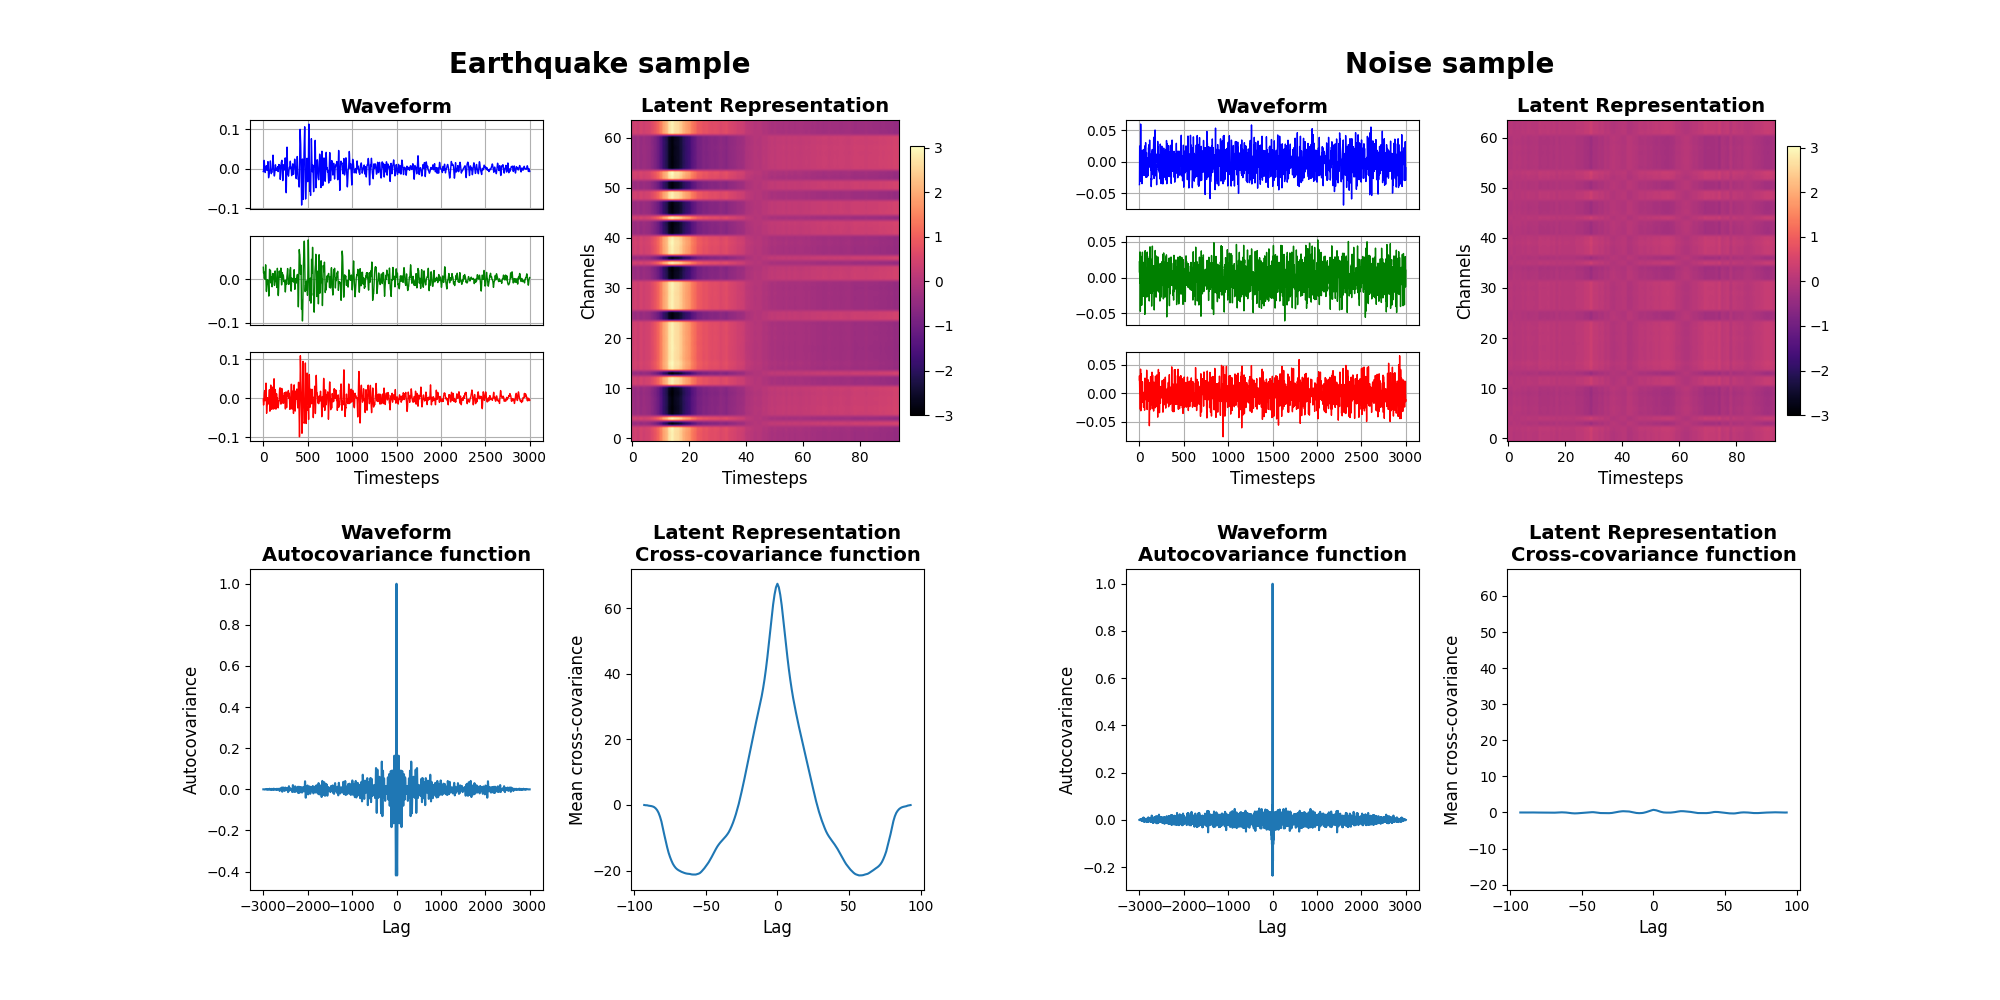 Earthquake sample
Noise sample
Waveform
Latent Representation
Waveform
Latent Representation
0.1
0.0
−0.1
0.0
−0.1
0.1
0.0
−0.1
0 500 1000 1500 2000 2500 3000
Timesteps
Channels
60
50
40
30
20
10
0
0 20 40 60 80
Timesteps
3
2
1
0
−1
−2
−3
0.05
0.00
−0.05
0.05
0.00
−0.05
0.05
0.00
−0.05
0 500 1000 1500 2000 2500 3000
Timesteps
Channels
60
50
40
30
20
10
0
0 20 40 60 80
Timesteps
3
2
1
0
−1
−2
−3
Waveform
Autocovariance function
Autocovariance
1.0
0.8
0.6
0.4
0.2
0.0
−0.2
−0.4
−3000 −2000 −1000 0 1000 2000 3000
Lag
Latent Representation
Cross-covariance function
Mean cross-covariance
60
40
20
0
−20
−100 −50 0 50 100
Lag
Waveform
Autocovariance function
Autocovariance
1.0
0.8
0.6
0.4
0.2
0.0
−0.2
−3000 −2000 −1000 0 1000 2000 3000
Lag
Latent Representation
Cross-covariance function
Mean cross-covariance
60
50
40
30
20
10
0
−10
−20
−100 −50 0 50 100
Lag